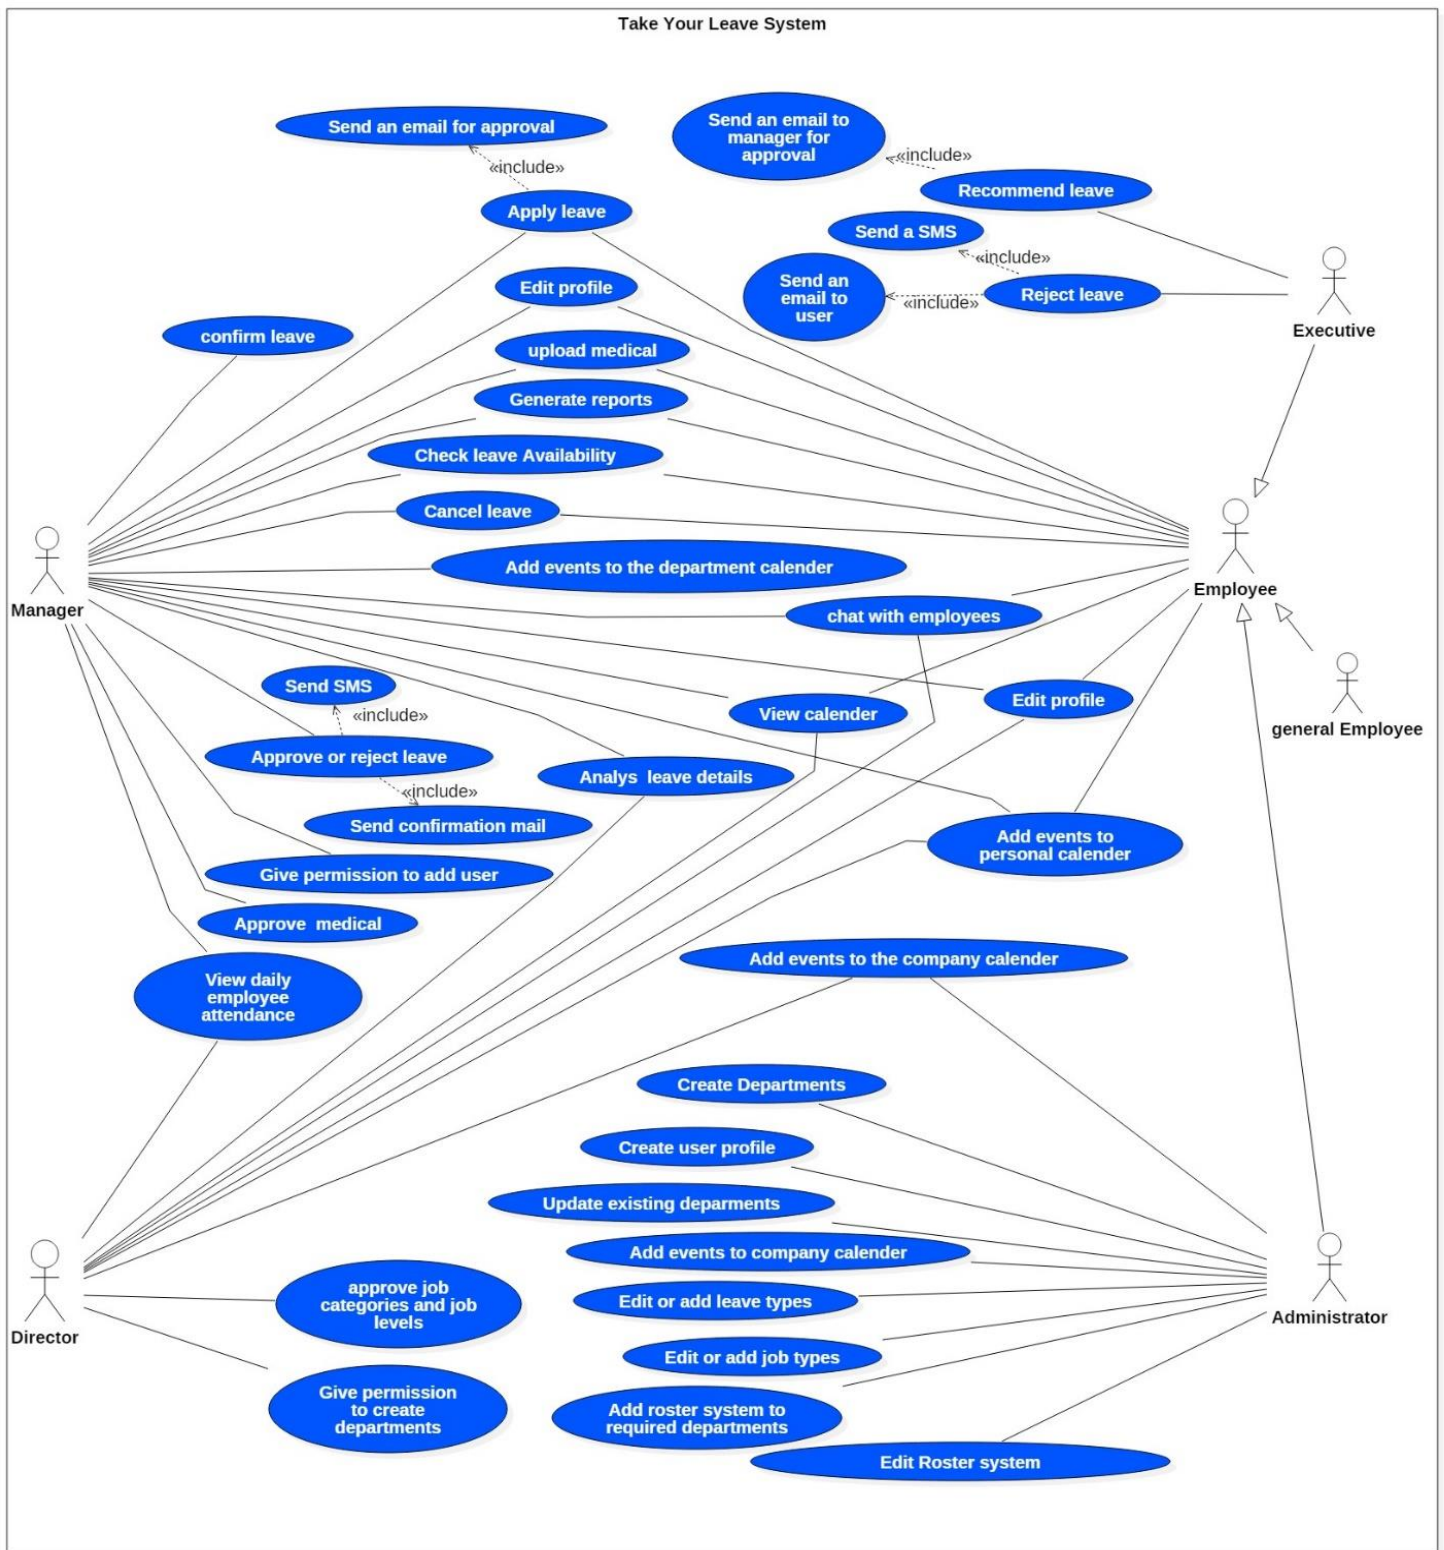 Take Your Leave System
Send an email for approval
Send an email to
manager for
approval
«include»
«include»
Recommend leave
Apply leave
Send a SMS
«include»
Send an
email to
user
Edit profile
Reject leave
«include»
confirm leave
Executive
upload medical
Generate reports
Check leave Availability
Cancel leave
Add events to the department calender
Employee
Manager
chat with employees
Send SMS
Edit profile
«include»
View calender
general Employee
Approve or reject leave
Analys  leave details
«include»
Send confirmation mail
Add events to
personal calender
Give permission to add user
Approve  medical
Add events to the company calender
View daily
employee
attendance
Create Departments
Create user profile
Update existing deparments
Add events to company calender
approve job
categories and job
levels
Edit or add leave types
Administrator
Director
Edit or add job types
Give permission
to create
departments
Add roster system to
required departments
Edit Roster system